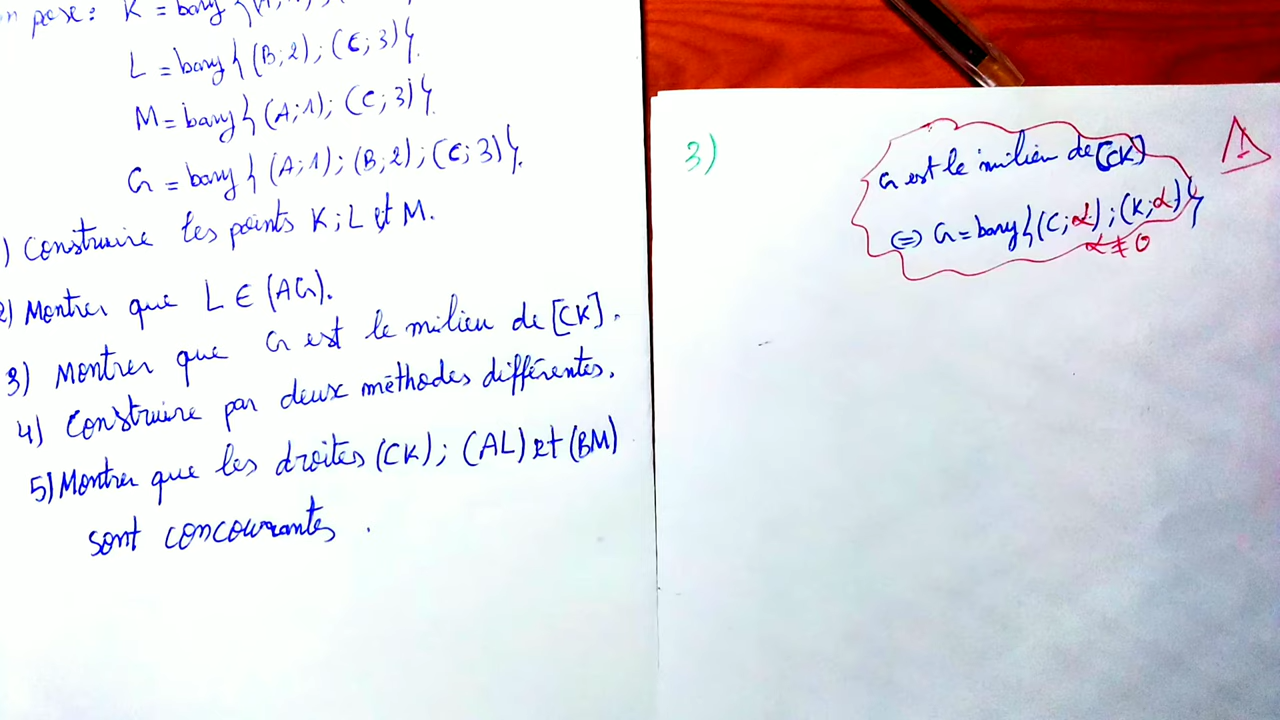 on pose: K = bary {(A;1)
L = bary {(B;2); (C;3)}.
M = bary {(A;1); (C;3)}.
G = bary {(A;1); (B;2); (C;3)}.
1) Construire les points K; L et M.
2) Montrer que L ∈ (AG).
3) Montrer que G est le milieu de [CK].
4) Construire par deux méthodes différentes.
5) Montrer que les droites (CK); (AL) et (BM)
sont concourantes.
3)
G est le milieu de [CK]
⇔ G = bary {(C;α); (K;α)}
α ≠ 0